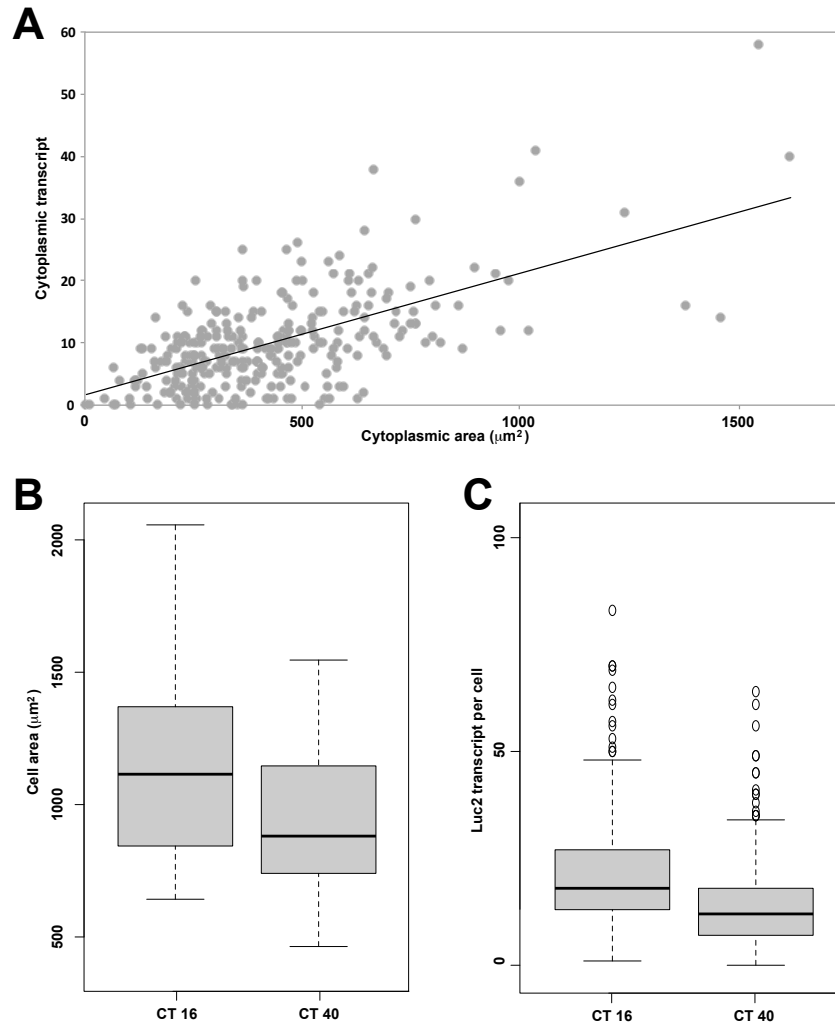 A
60
50
40
30
20
10
0
Cytoplasmic transcript
0 500 1000 1500
Cytoplasmic area (μm²)
B
2000
1500
1000
500
Cell area (μm²)
CT 16 CT 40
C
100
50
0
Luc2 transcript per cell
CT 16 CT 40